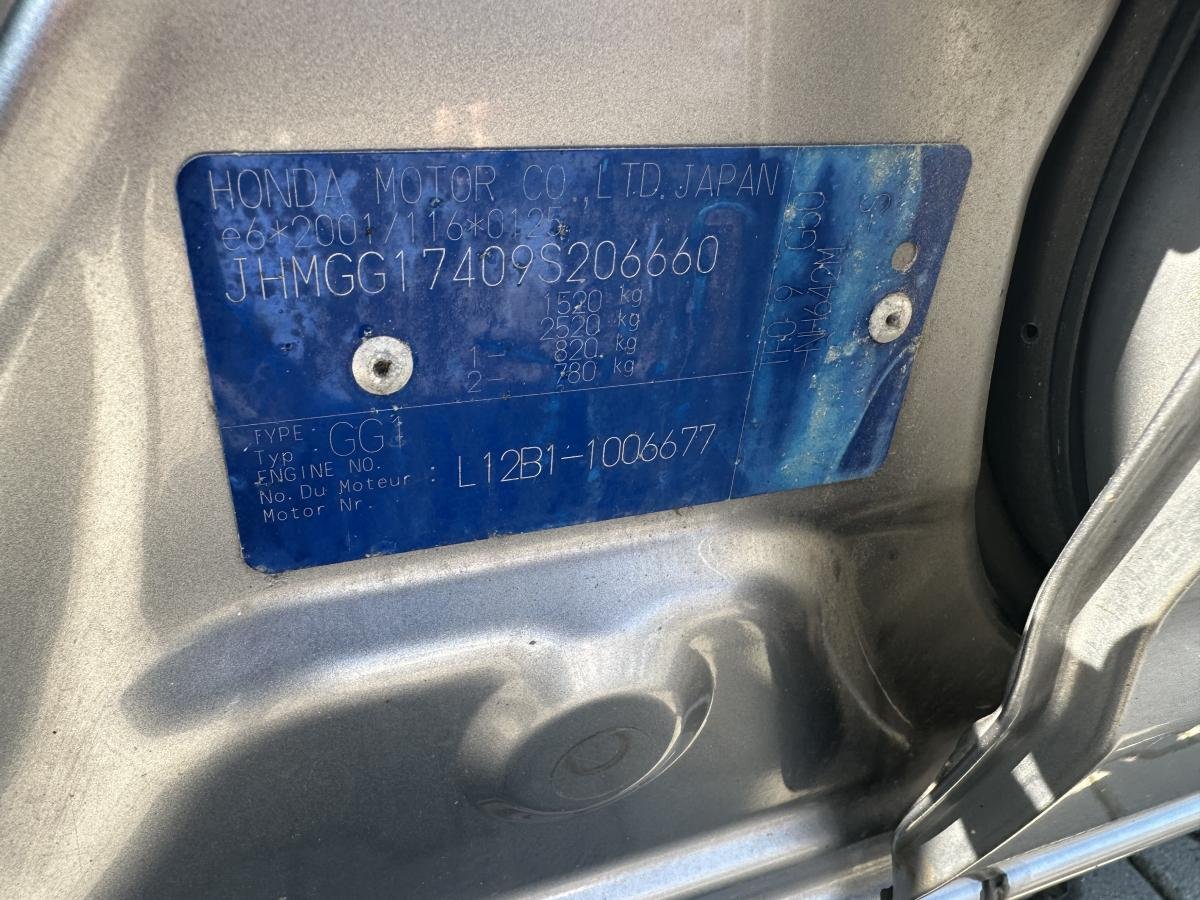 HONDA MOTOR CO.,LTD.JAPAN
e6*2001/116*0125
JHMGG17409S206660
1520 kg
2520 kg
1- 820 kg
2- 780 kg
TYPE : GG1
Typ
ENGINE NO.
No. Du Moteur : L12B1-1006677
Motor Nr.
-S